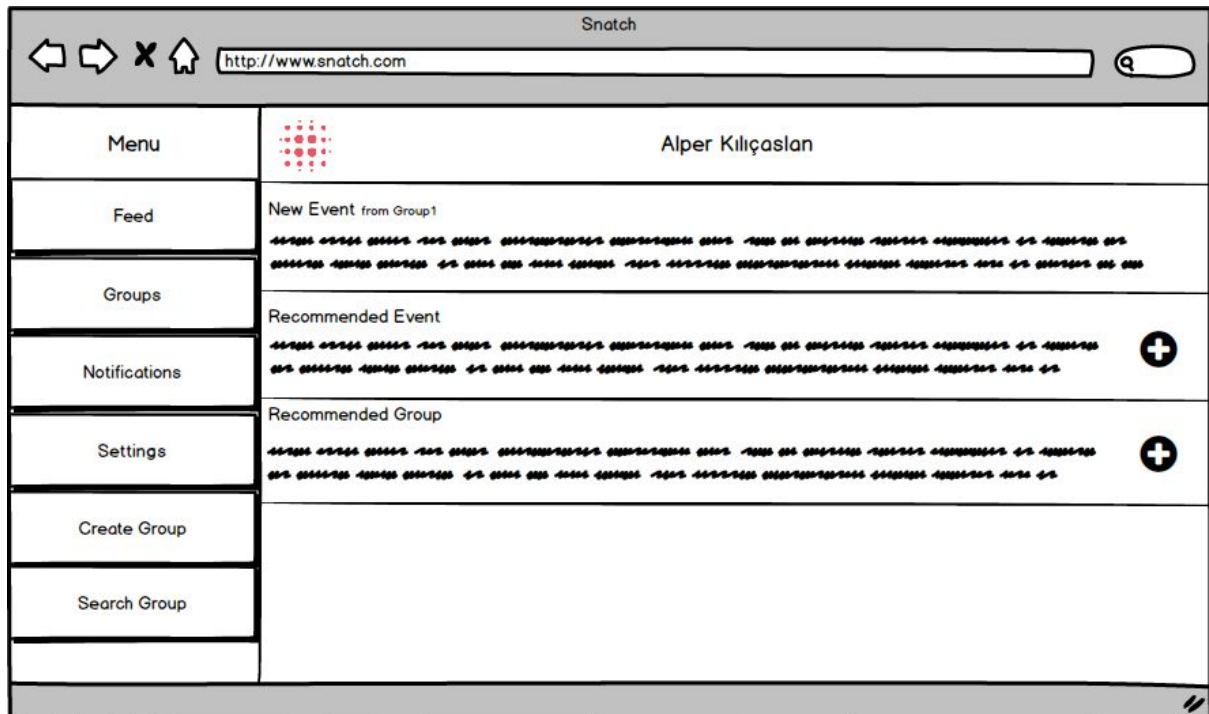 Snatch
http://www.snatch.com
Menu
Alper Kılıçaslan
Feed
New Event from Group1
Groups
Recommended Event
Notifications
Recommended Group
Settings
Create Group
Search Group